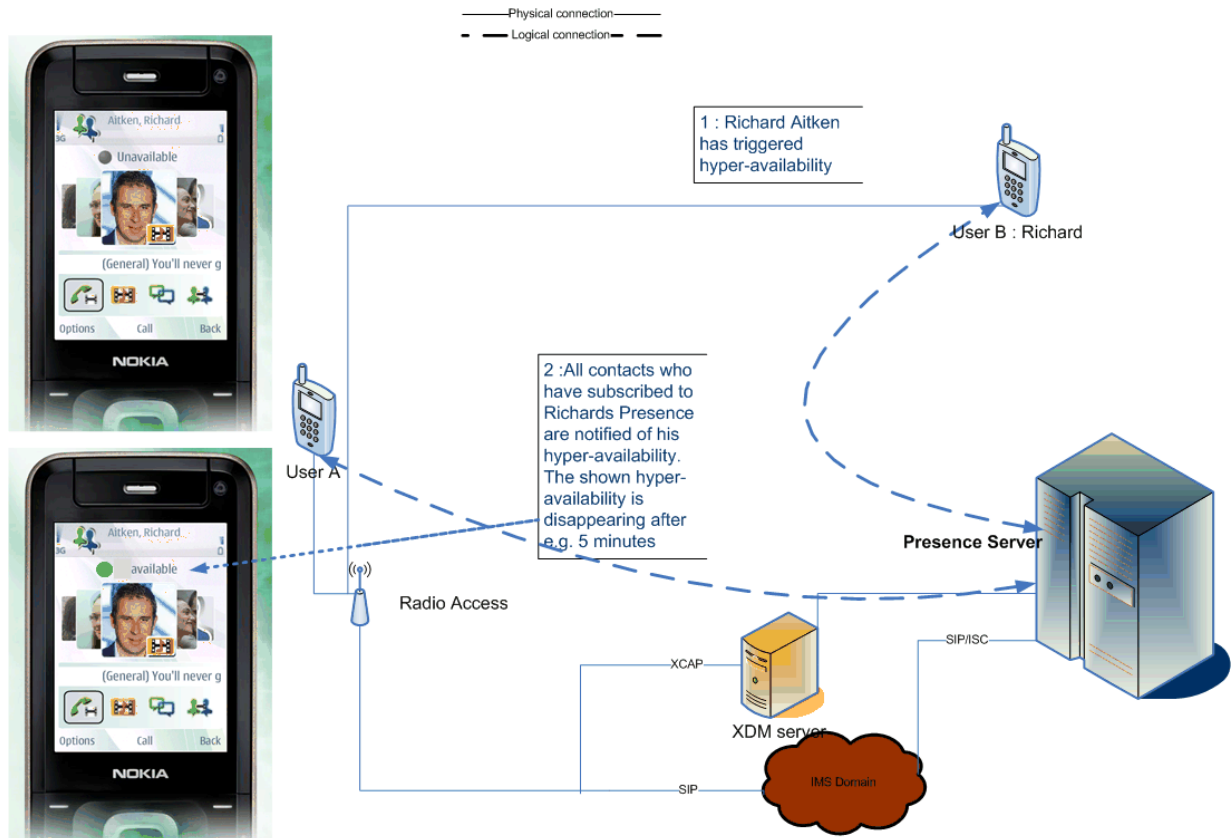 Physical connection
Logical connection
Aitken, Richard
3G
Unavailable
(General) You'll never g
Options Call Back
NOKIA
1 : Richard Aitken
has triggered
hyper-availability
User B : Richard
User A
2 :All contacts who
have subscribed to
Richards Presence
are notified of his
hyper-availability.
The shown hyper-
availability is
disappearing after
e.g. 5 minutes
Presence Server
Aitken, Richard
3G
available
(General) You'll never g
Options Call Back
NOKIA
Radio Access
XCAP
SIP/ISC
XDM server
IMS Domain
SIP